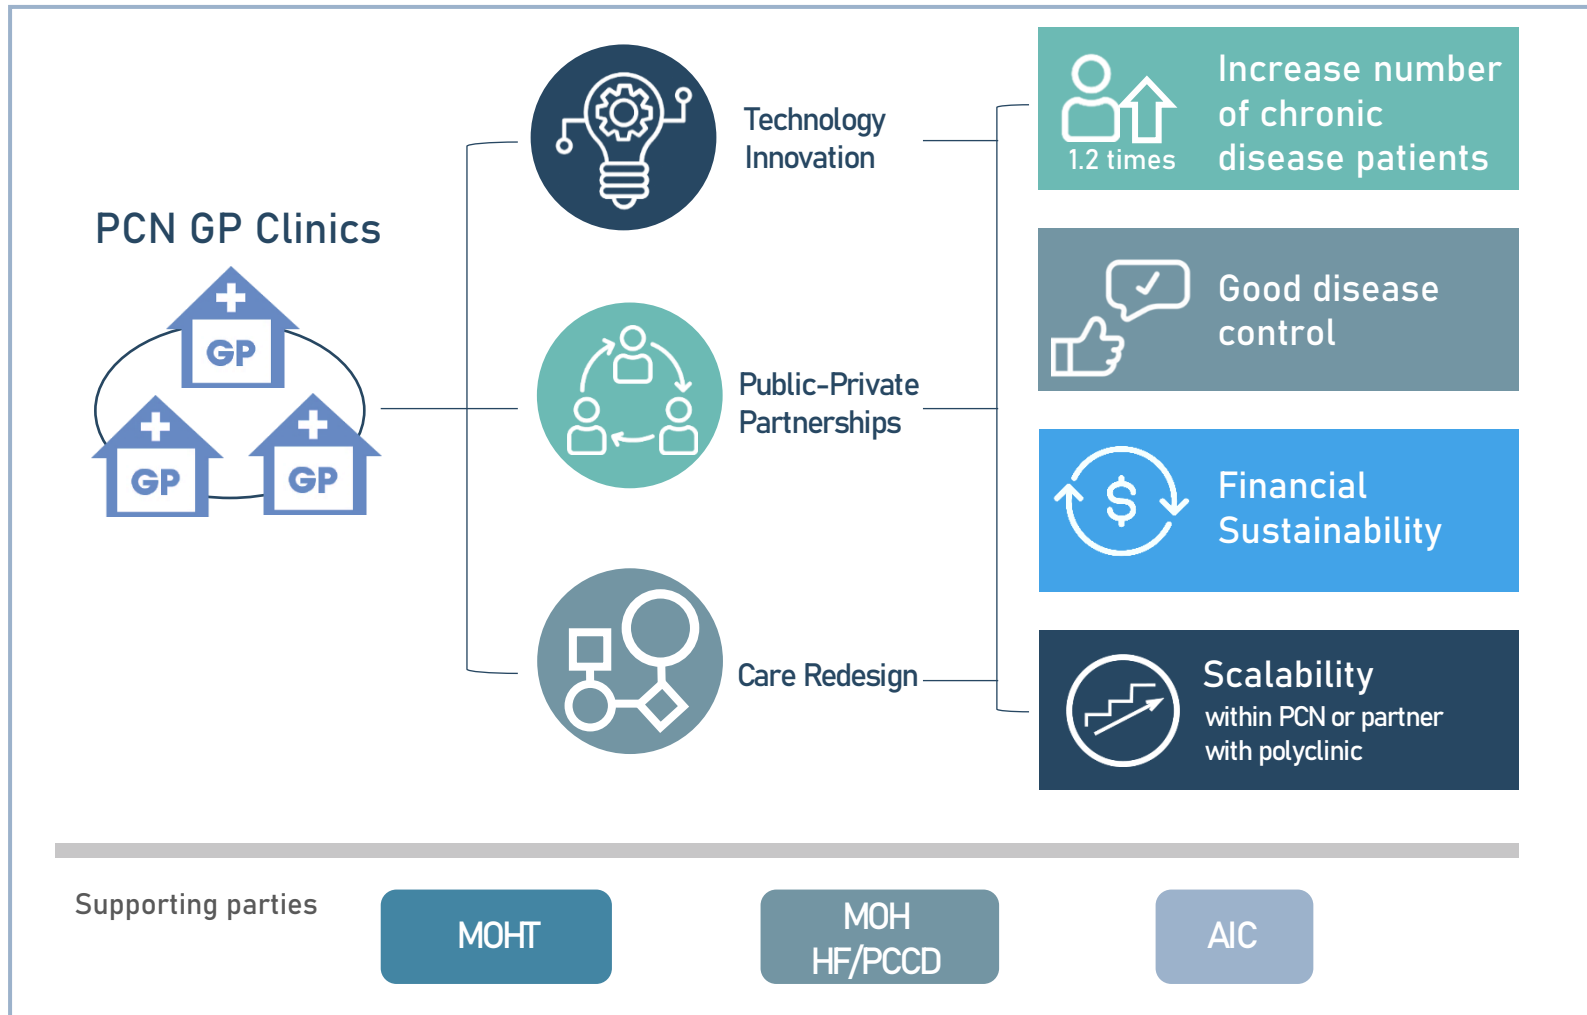 PCN GP Clinics
GP
GP
GP
Technology
Innovation
Public-Private
Partnerships
Care Redesign
1.2 times
Increase number
of chronic
disease patients
Good disease
control
$
Financial
Sustainability
Scalability
within PCN or partner
with polyclinic
Supporting parties
MOHT
MOH
HF/PCCD
AIC